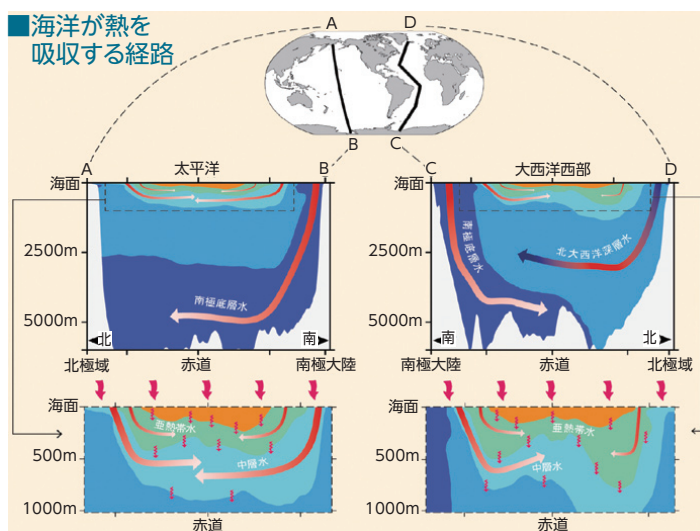 ■海洋が熱を
吸収する経路
A
D
B
C
A
太平洋
B
海面
2500m
5000m
南極底層水
◀北
南▶
北極域
赤道
南極大陸
C
大西洋西部
D
海面
2500m
5000m
南極底層水
北大西洋深層水
◀南
北▶
南極大陸
赤道
北極域
海面
500m
1000m
亜熱帯水
中層水
赤道
海面
500m
1000m
亜熱帯水
中層水
赤道